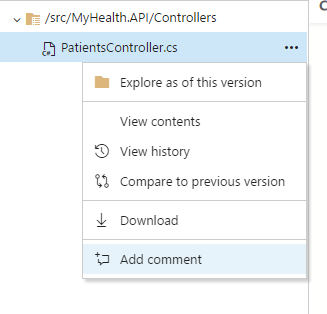 /src/MyHealth.API/Controllers
C# PatientsController.cs ...
Explore as of this version
View contents
View history
Compare to previous version
Download
Add comment